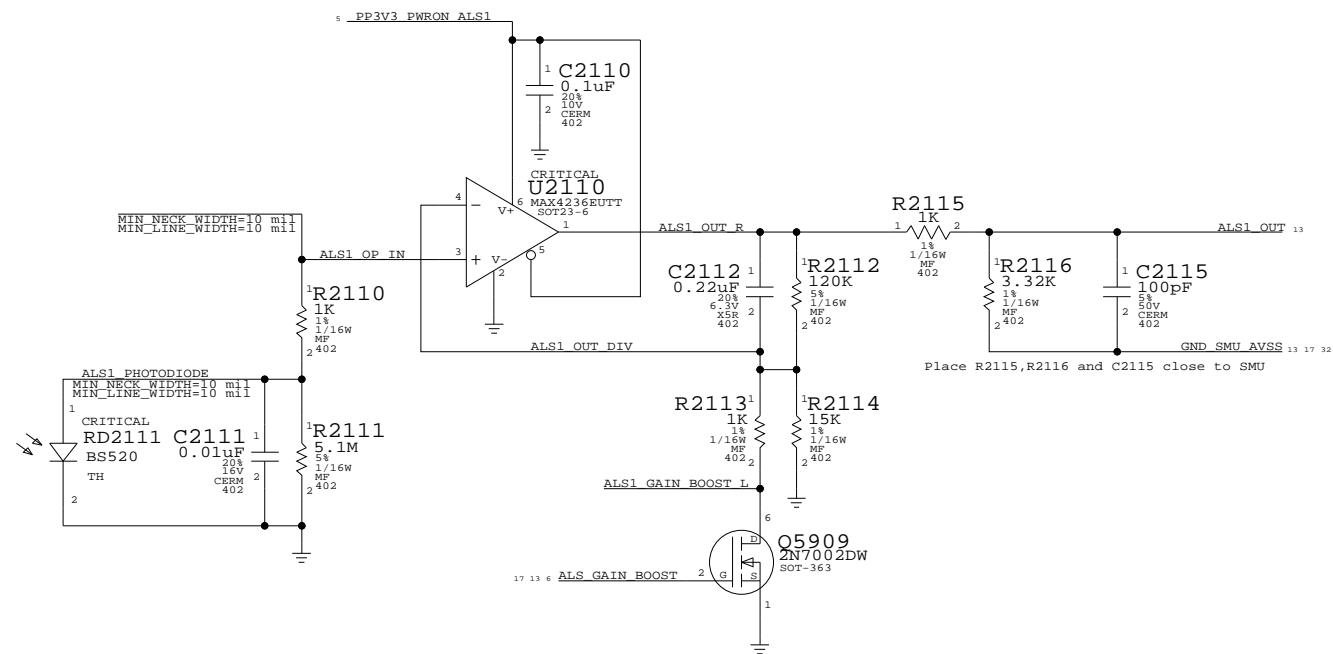 5 PP3V3_PWRON_ALS1
1 C2110
0.1uF
20%
10V
2 CERM
402
CRITICAL
U2110
6 MAX4236EUTT
SOT23-6
4
V+
1
5
3
V-
2
MIN_NECK_WIDTH=10 mil
MIN_LINE_WIDTH=10 mil
ALS1_OP_IN
ALS1_OUT_R
R2115
1K
1 2
1%
1/16W
MF
402
ALS1_OUT 13
1 R2110
1K
1%
1/16W
MF
2 402
C2112 1
0.22uF
20%
6.3V
X5R
402
2
1 R2112
120K
5%
1/16W
MF
2 402
1 R2116
3.32K
1%
1/16W
MF
2 402
1 C2115
100pF
5%
50V
2 CERM
402
ALS1_OUT_DIV
GND_SMU_AVSS 13 17 32
Place R2115,R2116 and C2115 close to SMU
ALS1_PHOTODIODE
MIN_NECK_WIDTH=10 mil
MIN_LINE_WIDTH=10 mil
1
CRITICAL
RD2111
BS520
TH
2
C2111 1
0.01uF
20%
16V
CERM
402
2
1 R2111
5.1M
5%
1/16W
MF
2 402
R2113 1
1K
1%
1/16W
MF
402 2
1 R2114
15K
1%
1/16W
MF
2 402
ALS1_GAIN_BOOST_L
6
D
Q5909
2N7002DW
SOT-363
17 13 6 ALS_GAIN_BOOST 2 G S
1